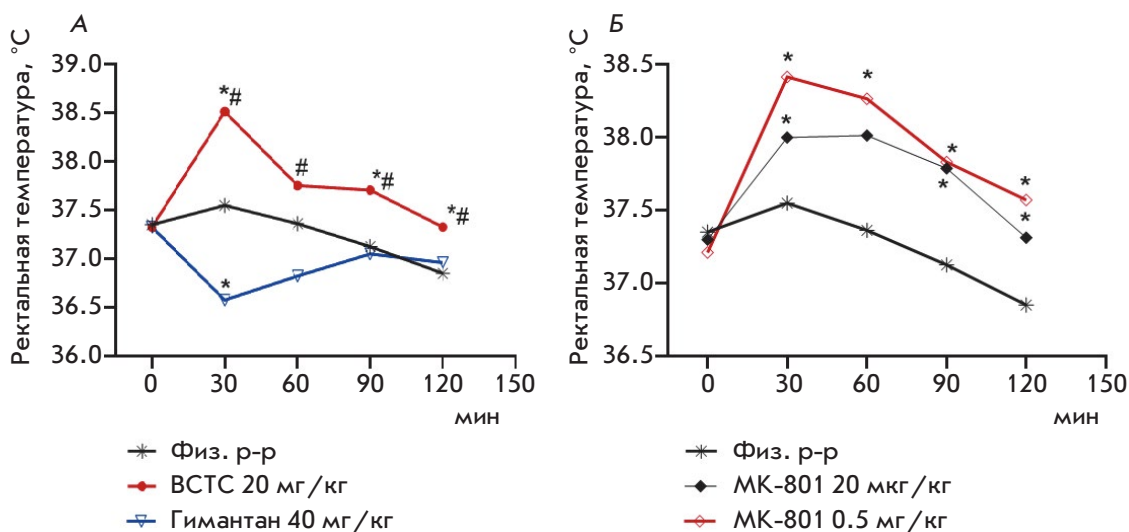 А
Ректальная температура, °C
39.0
38.5
38.0
37.5
37.0
36.5
36.0
*#
#
*#
*#
*
0 30 60 90 120 150
мин
Физ. р-р
ВСТС 20 мг/кг
Гимантан 40 мг/кг
Б
Ректальная температура, °C
38.5
38.0
37.5
37.0
36.5
*
*
*
*
*
*
*
0 30 60 90 120 150
мин
Физ. р-р
МК-801 20 мкг/кг
МК-801 0.5 мг/кг